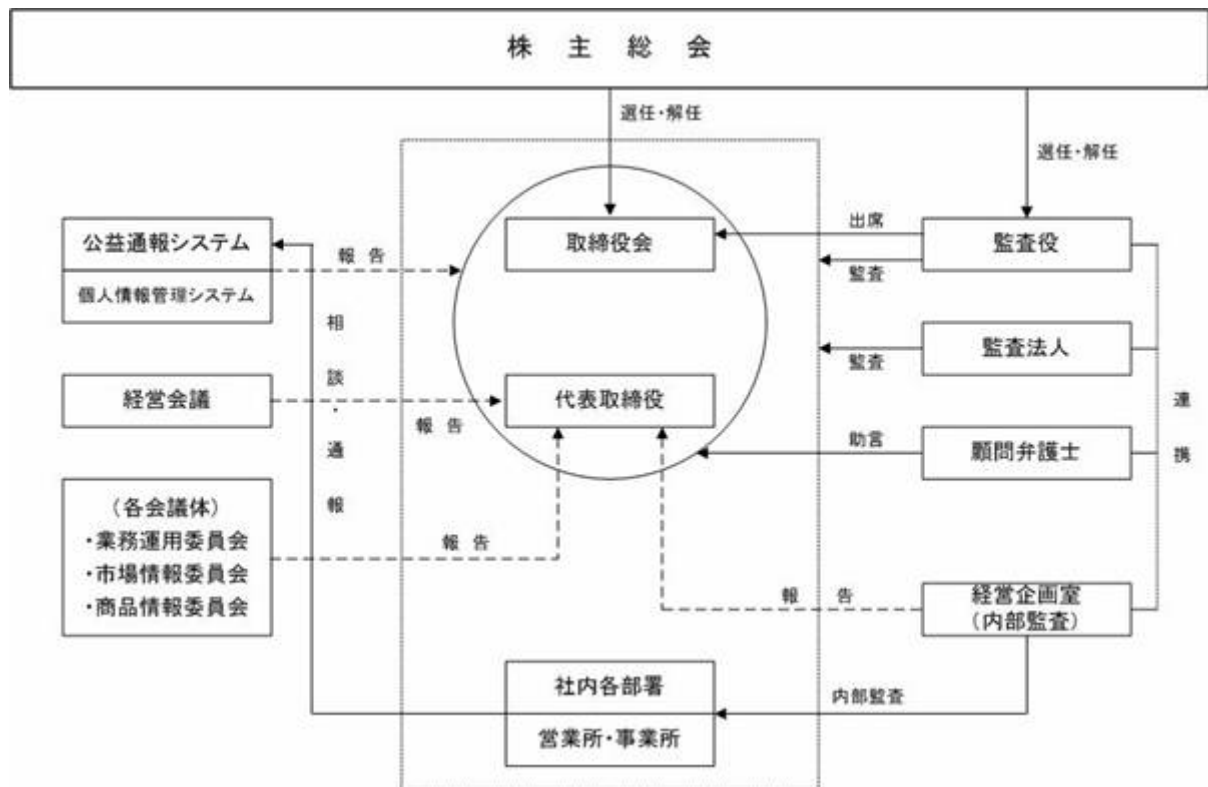 株主総会
選任・解任
選任・解任
公益通報システム
個人情報管理システム
報告
取締役会
出席
監査
監査役
相談・通報
監査
監査法人
経営会議
報告
代表取締役
助言
顧問弁護士
連携
(各会議体)
・業務運用委員会
・市場情報委員会
・商品情報委員会
報告
報告
経営企画室
(内部監査)
社内各部署
営業所・事業所
内部監査